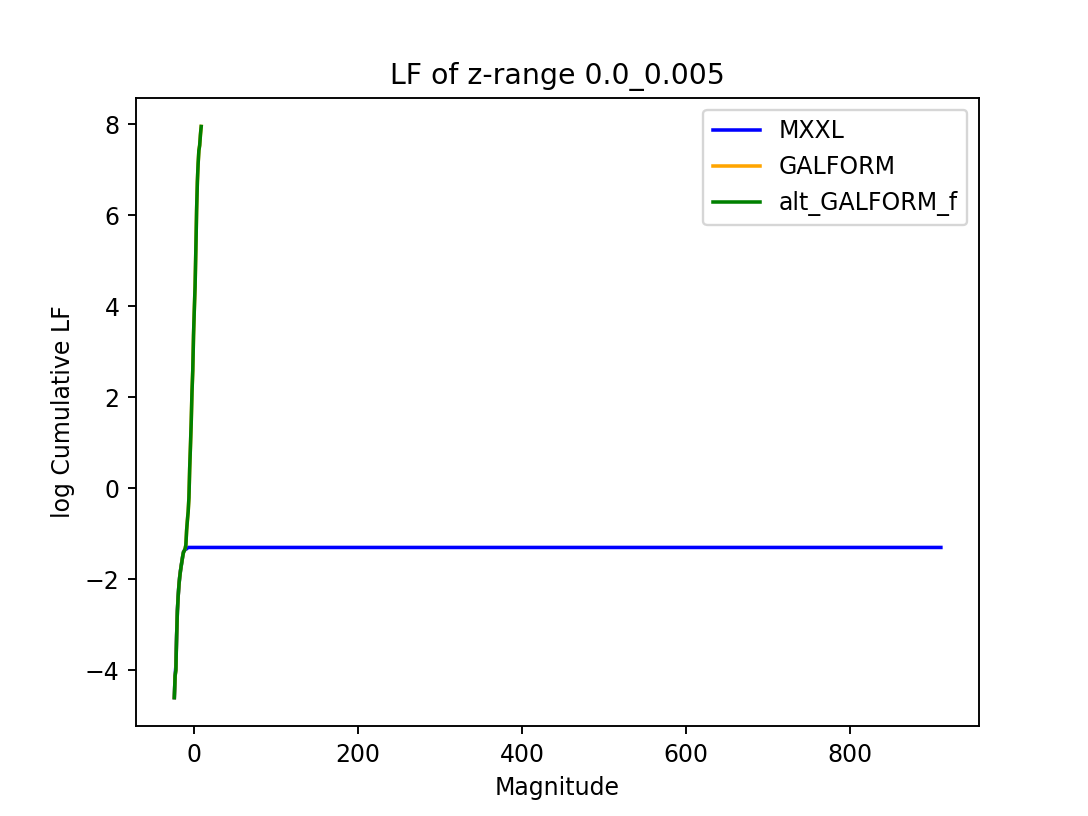 LF of z-range 0.0_0.005
MXXL
GALFORM
alt_GALFORM_f
log Cumulative LF
8
6
4
2
0
−2
−4
0
200
400
600
800
Magnitude